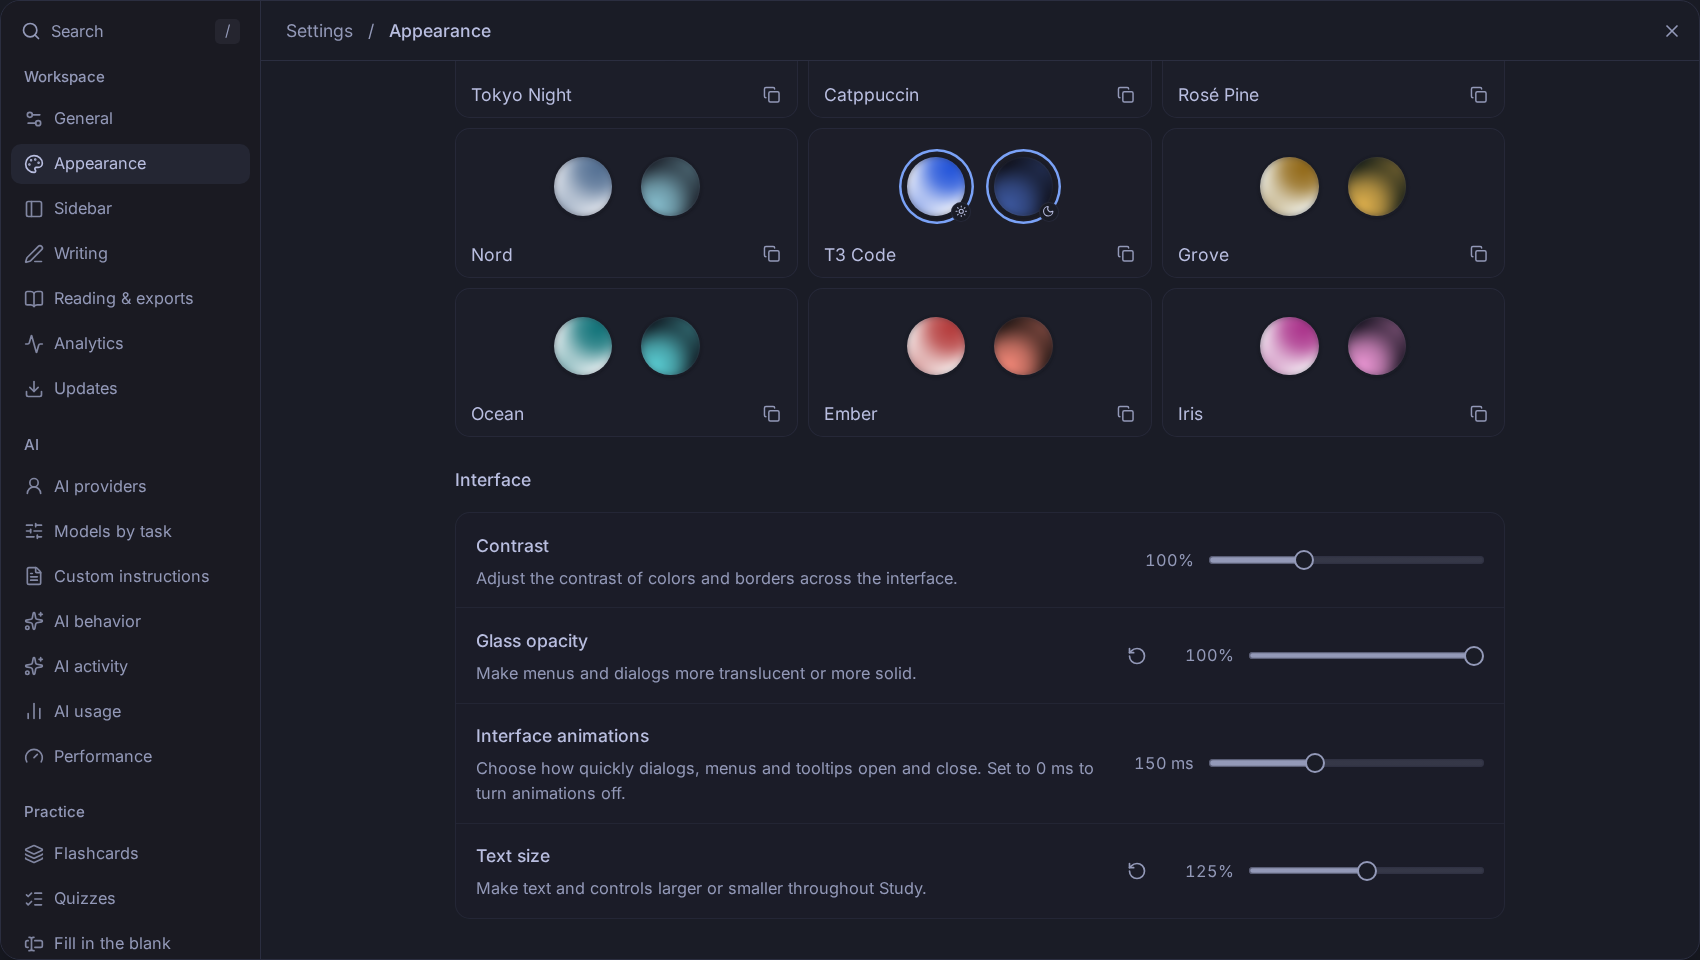 Search
/
Settings / Appearance
Workspace
General
Appearance
Sidebar
Writing
Reading & exports
Analytics
Updates
AI
AI providers
Models by task
Custom instructions
AI behavior
AI activity
AI usage
Performance
Practice
Flashcards
Quizzes
Fill in the blank
Tokyo Night
Catppuccin
Rosé Pine
Nord
T3 Code
Grove
Ocean
Ember
Iris
Interface
Contrast
Adjust the contrast of colors and borders across the interface.
100%
Glass opacity
Make menus and dialogs more translucent or more solid.
100%
Interface animations
Choose how quickly dialogs, menus and tooltips open and close. Set to 0 ms to
turn animations off.
150 ms
Text size
Make text and controls larger or smaller throughout Study.
125%